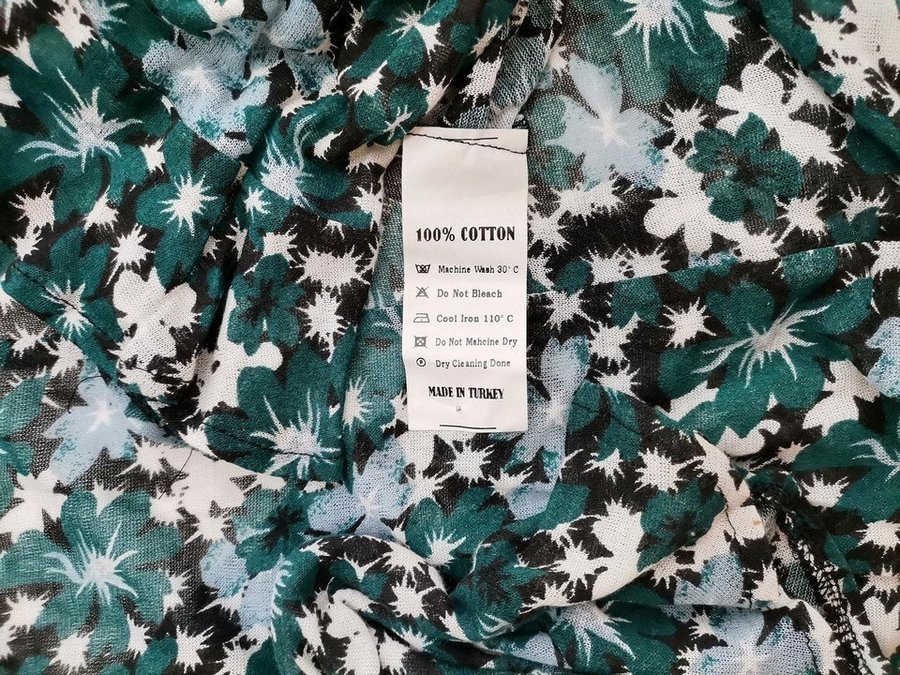 100% COTTON
Machine Wash 30° C
Do Not Bleach
Cool Iron 110° C
Do Not Mahcine Dry
Dry Cleaning Done
MADE IN TURKEY